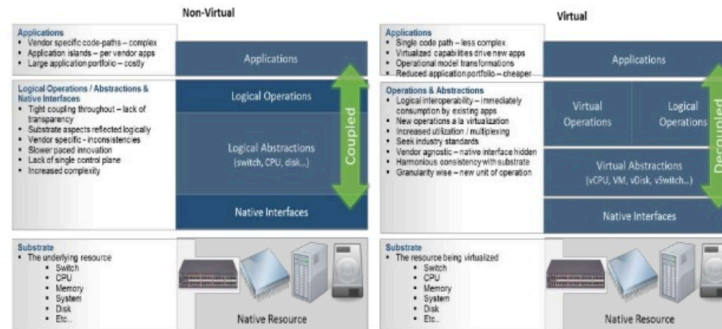 Non-Virtual
Applications
• Vendor specific code-paths – complex
• Application islands – per vendor apps
• Large application portfolio – costly
Applications
Logical Operations / Abstractions &
Native Interfaces
• Tight coupling throughout – lack of
transparency
• Substrate aspects reflected logically
• Vendor specific - inconsistencies
• Slower paced innovation
• Lack of single control plane
• Increased complexity
Logical Operations
Logical Abstractions
(switch, CPU, disk...)
Native Interfaces
Coupled
Substrate
• The underlying resource
• Switch
• CPU
• Memory
• System
• Disk
• Etc..
Native Resource
Virtual
Applications
• Single code path – less complex
• Virtualized capabilities drive new apps
• Operational model transformations
• Reduced application portfolio – cheaper
Applications
Operations & Abstractions
• Logical interoperability – immediately
consumption by existing apps
• New operations a la virtualization
• Increased utilization / multiplexing
• Seek industry standards
• Vendor agnostic – native interface hidden
• Harmonious consistency with substrate
• Granularity wise – new unit of operation
Virtual
Operations
Logical
Operations
Virtual Abstractions
(vCPU, VM, vDisk, vSwitch...)
Native Interfaces
Decoupled
Substrate
• The resource being virtualized
• Switch
• CPU
• Memory
• System
• Disk
• Etc..
Native Resource